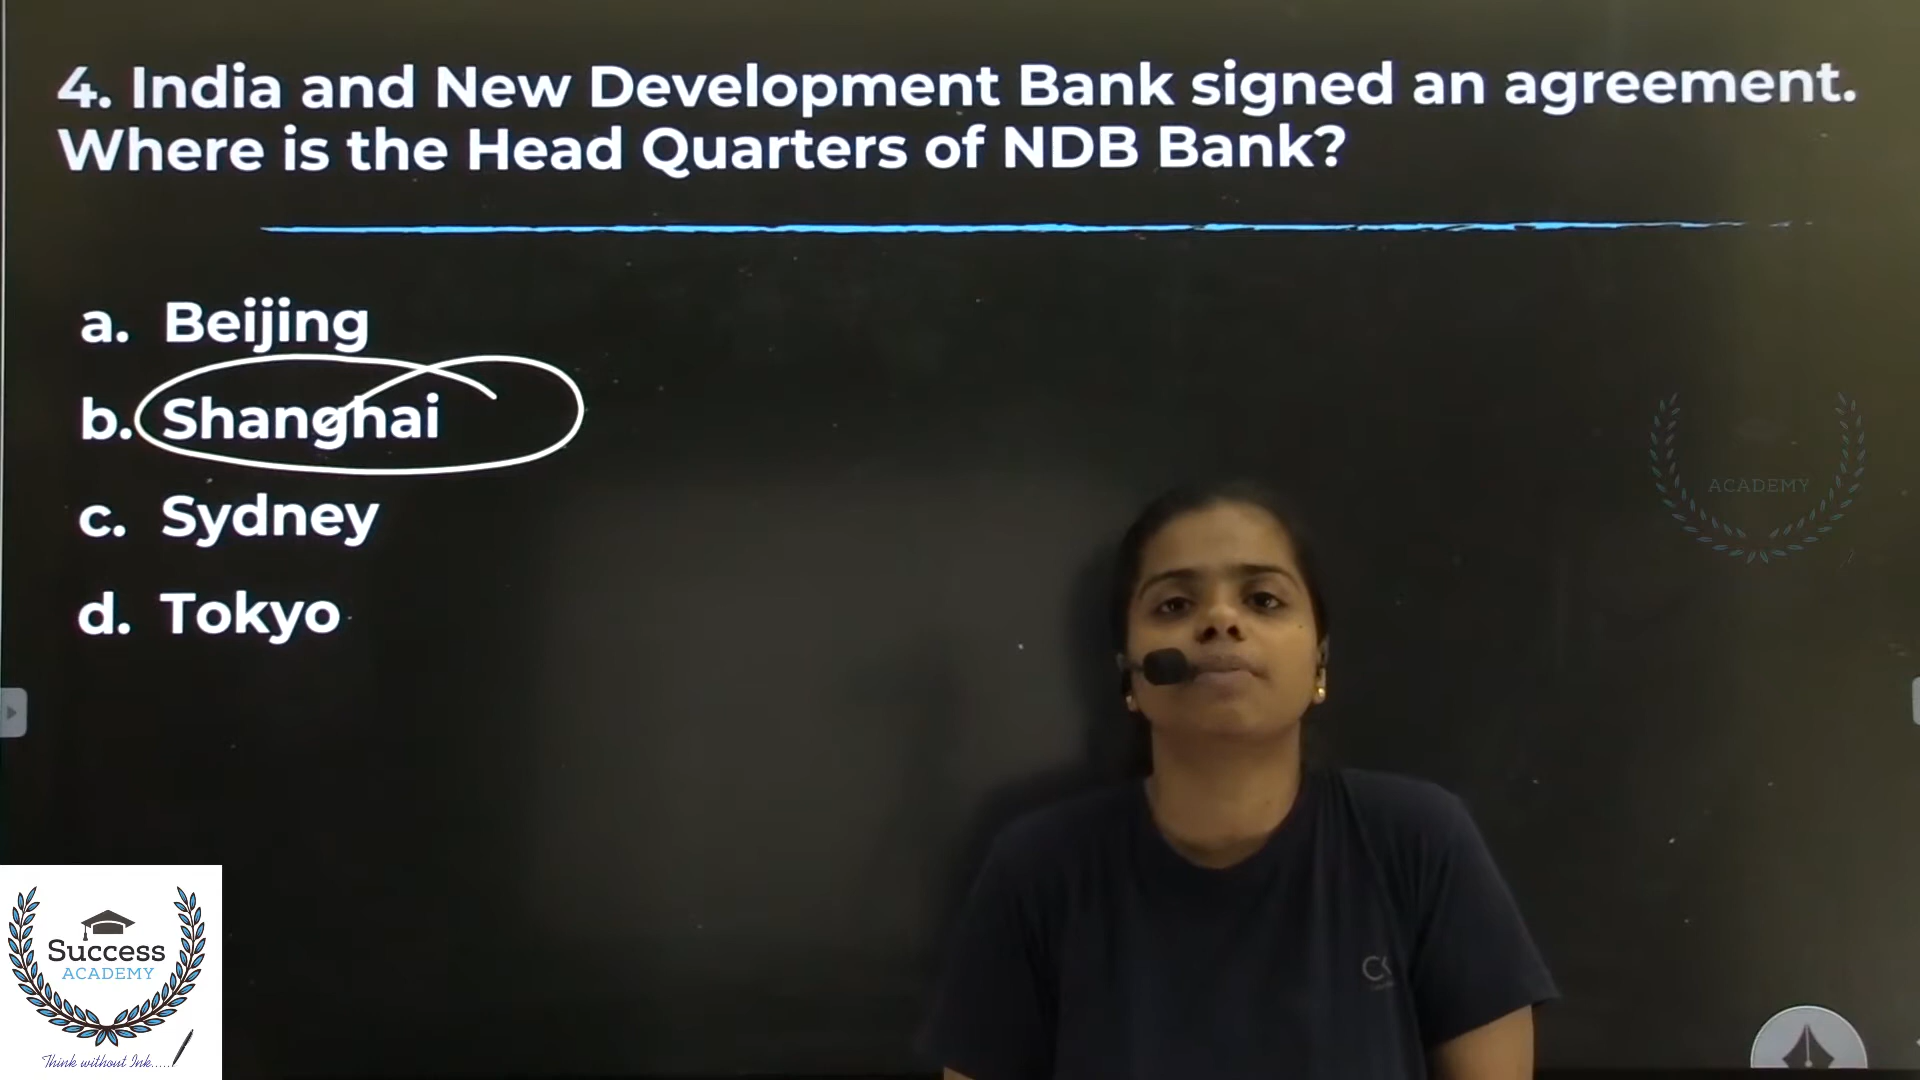 4. India and New Development Bank signed an agreement.
Where is the Head Quarters of NDB Bank?
a. Beijing
b. Shanghai
c. Sydney
d. Tokyo
ACADEMY
CK
Success
ACADEMY
Think without Ink.....